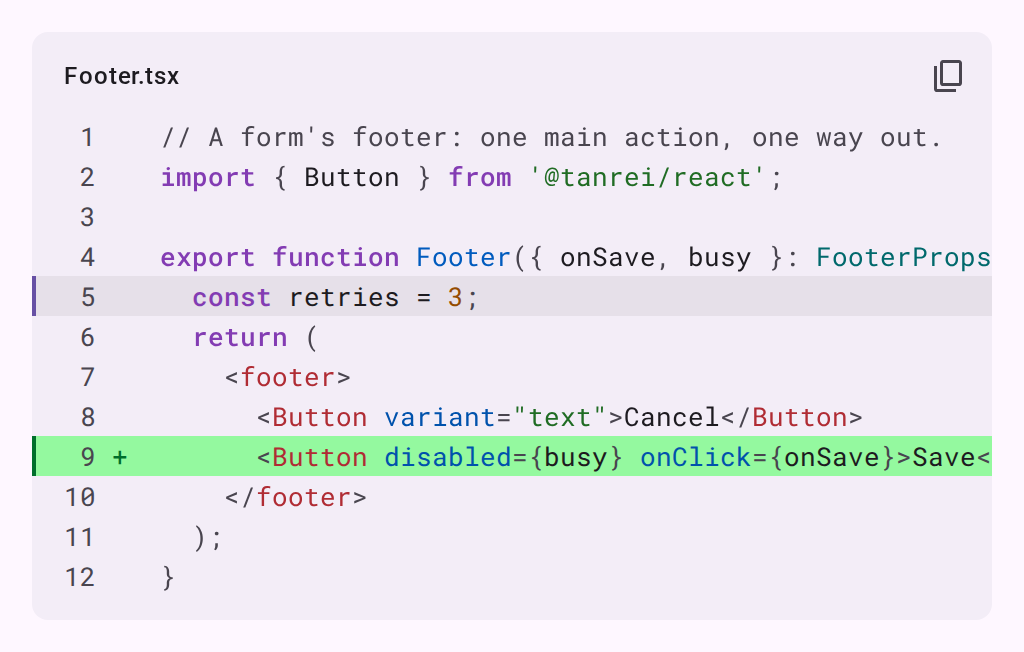 Footer.tsx
1 // A form's footer: one main action, one way out.
2 import { Button } from '@tanrei/react';
3
4 export function Footer({ onSave, busy }: FooterProps
5   const retries = 3;
6   return (
7     <footer>
8       <Button variant="text">Cancel</Button>
9 +       <Button disabled={busy} onClick={onSave}>Save<
10     </footer>
11   );
12 }